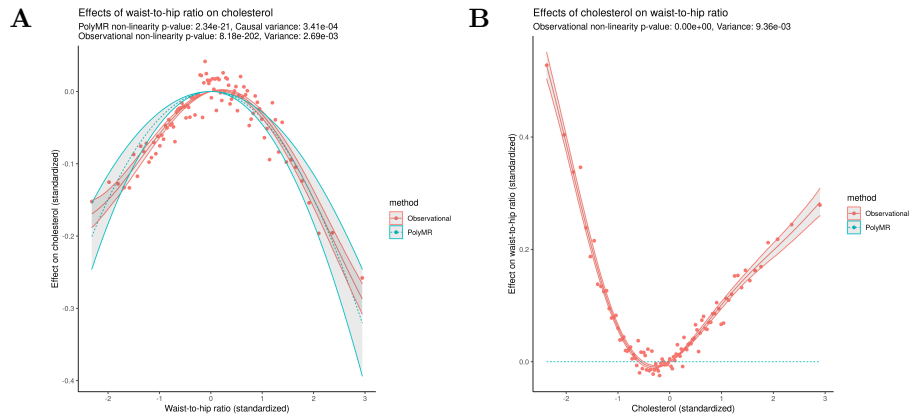 A
Effects of waist-to-hip ratio on cholesterol
PolyMR non-linearity p-value: 2.34e-21, Causal variance: 3.41e-04
Observational non-linearity p-value: 8.18e-202, Variance: 2.69e-03
Effect on cholesterol (standardized)
0.0
-0.1
-0.2
-0.3
-0.4
-2
-1
0
1
2
3
Waist-to-hip ratio (standardized)
method
Observational
PolyMR
B
Effects of cholesterol on waist-to-hip ratio
Observational non-linearity p-value: 0.00e+00, Variance: 9.36e-03
Effect on waist-to-hip ratio (standardized)
0.4
0.2
0.0
-2
-1
0
1
2
3
Cholesterol (standardized)
method
Observational
PolyMR